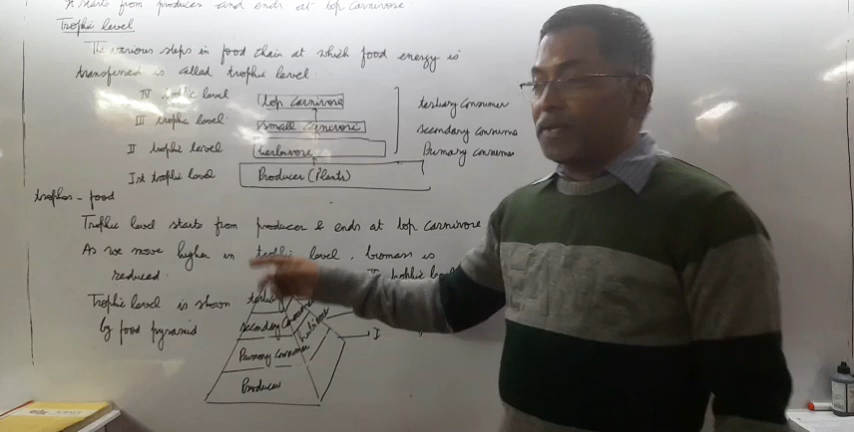 It starts from producer and ends at top carnivore.
Trophic level
The various steps in food chain at which food energy is
transferred is called trophic level.
IV trophic level top carnivore tertiary consumer
III trophic level small carnivore secondary consume
II trophic level herbivore Primary consumer
Ist trophic level Producer (Plants)
trophos - food
Trophic level starts from producer & ends at top carnivore
As we move higher in trophic level, biomass is
reduced.
Trophic level is shown
by food pyramid
secondary consumer
Primary consumer
Producer
I